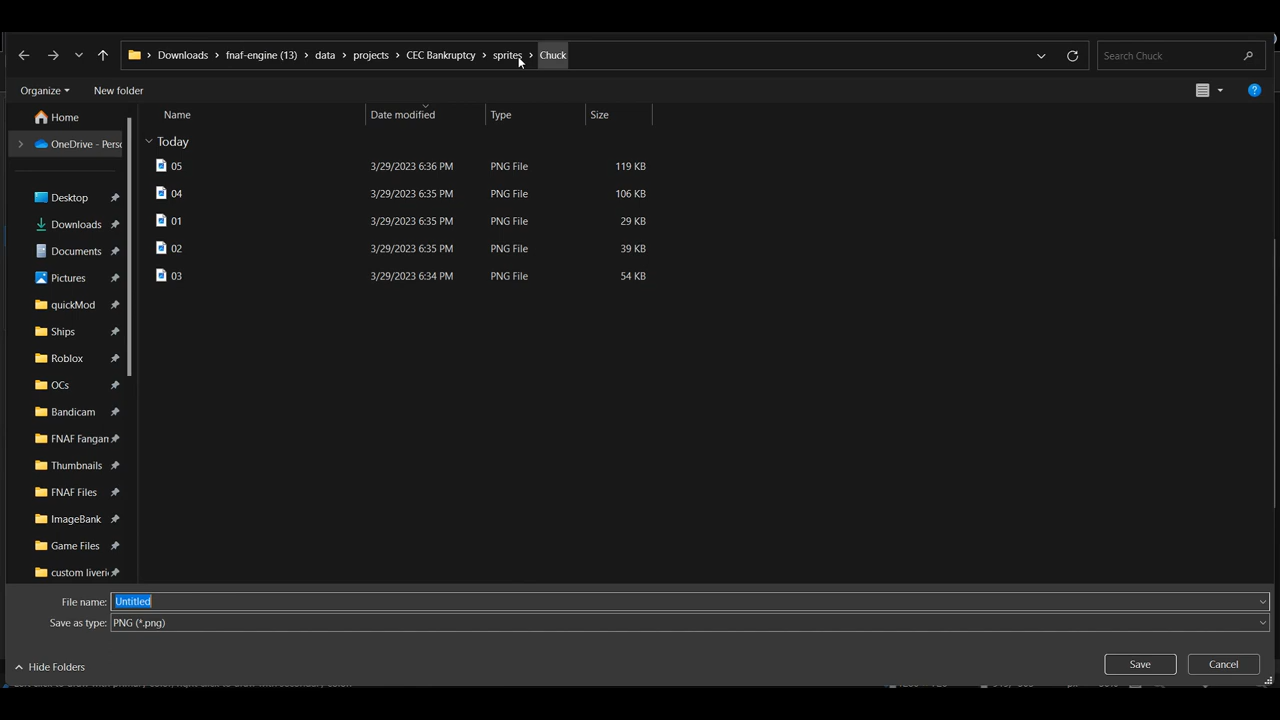 Downloads fnaf-engine (13) data projects CEC Bankruptcy sprites Chuck
Search Chuck
Organize New folder
Name Date modified Type Size
Home
OneDrive - Perso
Desktop
Downloads
Documents
Pictures
quickMod
Ships
Roblox
OCs
Bandicam
FNAF Fangam
Thumbnails
FNAF Files
ImageBank
Game Files
custom liveri
Today
05 3/29/2023 6:36 PM PNG File 119 KB
04 3/29/2023 6:35 PM PNG File 106 KB
01 3/29/2023 6:35 PM PNG File 29 KB
02 3/29/2023 6:35 PM PNG File 39 KB
03 3/29/2023 6:34 PM PNG File 54 KB
File name: Untitled
Save as type: PNG (*.png)
Hide Folders
Save Cancel